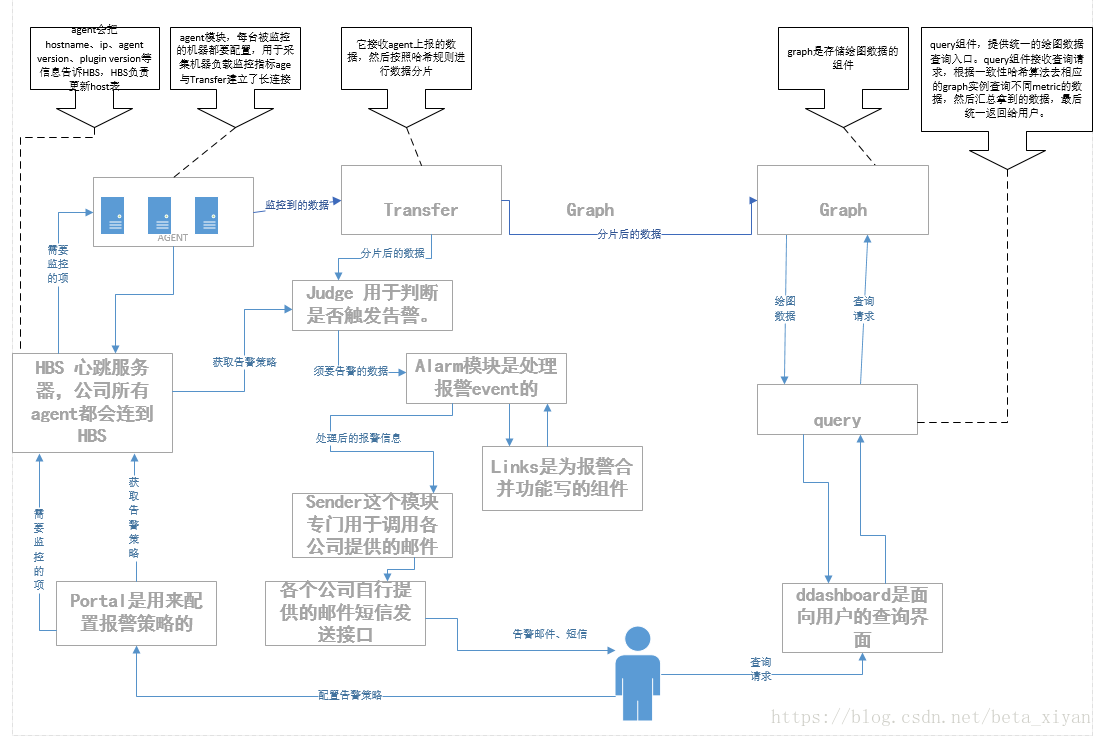 agent会把
hostname、ip、agent
version、plugin version等
信息告诉HBS，HBS负责
更新host表
agent模块，每台被监控
的机器都要配置，用于采
集机器负载监控指标age
与Transfer建立了长连接
它接收agent上报的数
据，然后按照哈希规则进
行数据分片
graph是存储绘图数据的
组件
query组件，提供统一的绘图数据
查询入口。query组件接收查询请
求，根据一致性哈希算法去相应
的graph实例查询不同metric的数
据，然后汇总拿到的数据，最后
统一返回给用户。
AGENT
监控到的数据
Transfer
Graph
分片后的数据
Graph
需要
监控
的项
分片后的数据
Judge 用于判断
是否触发告警。
绘图
数据
查询
请求
HBS 心跳服务
器，公司所有
agent都会连到
HBS
获取告警策略
须要告警的数据
Alarm模块是处理
报警event的
query
处理后的报警信息
Links是为报警合
并功能写的组件
需
要
监
控
的
项
获
取
告
警
策
略
Sender这个模块
专门用于调用各
公司提供的邮件
Portal是用来配
置报警策略的
各个公司自行提
供的邮件短信发
送接口
ddashboard是面
向用户的查询界
面
告警邮件、短信
查询
请求
配置告警策略
https://blog.csdn.net/beta_xiyan